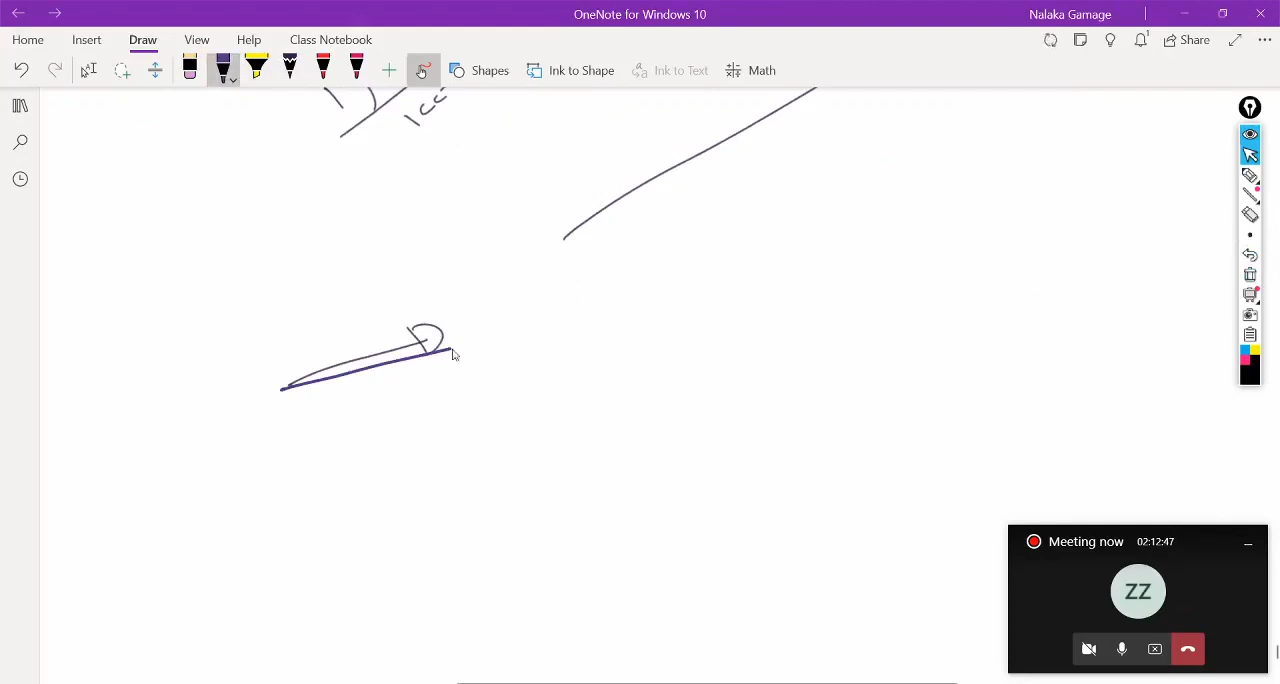 OneNote for Windows 10
Nalaka Gamage
Home Insert Draw View Help Class Notebook
Share
Shapes Ink to Shape Ink to Text Math
D
D
Meeting now 02:12:47
ZZ